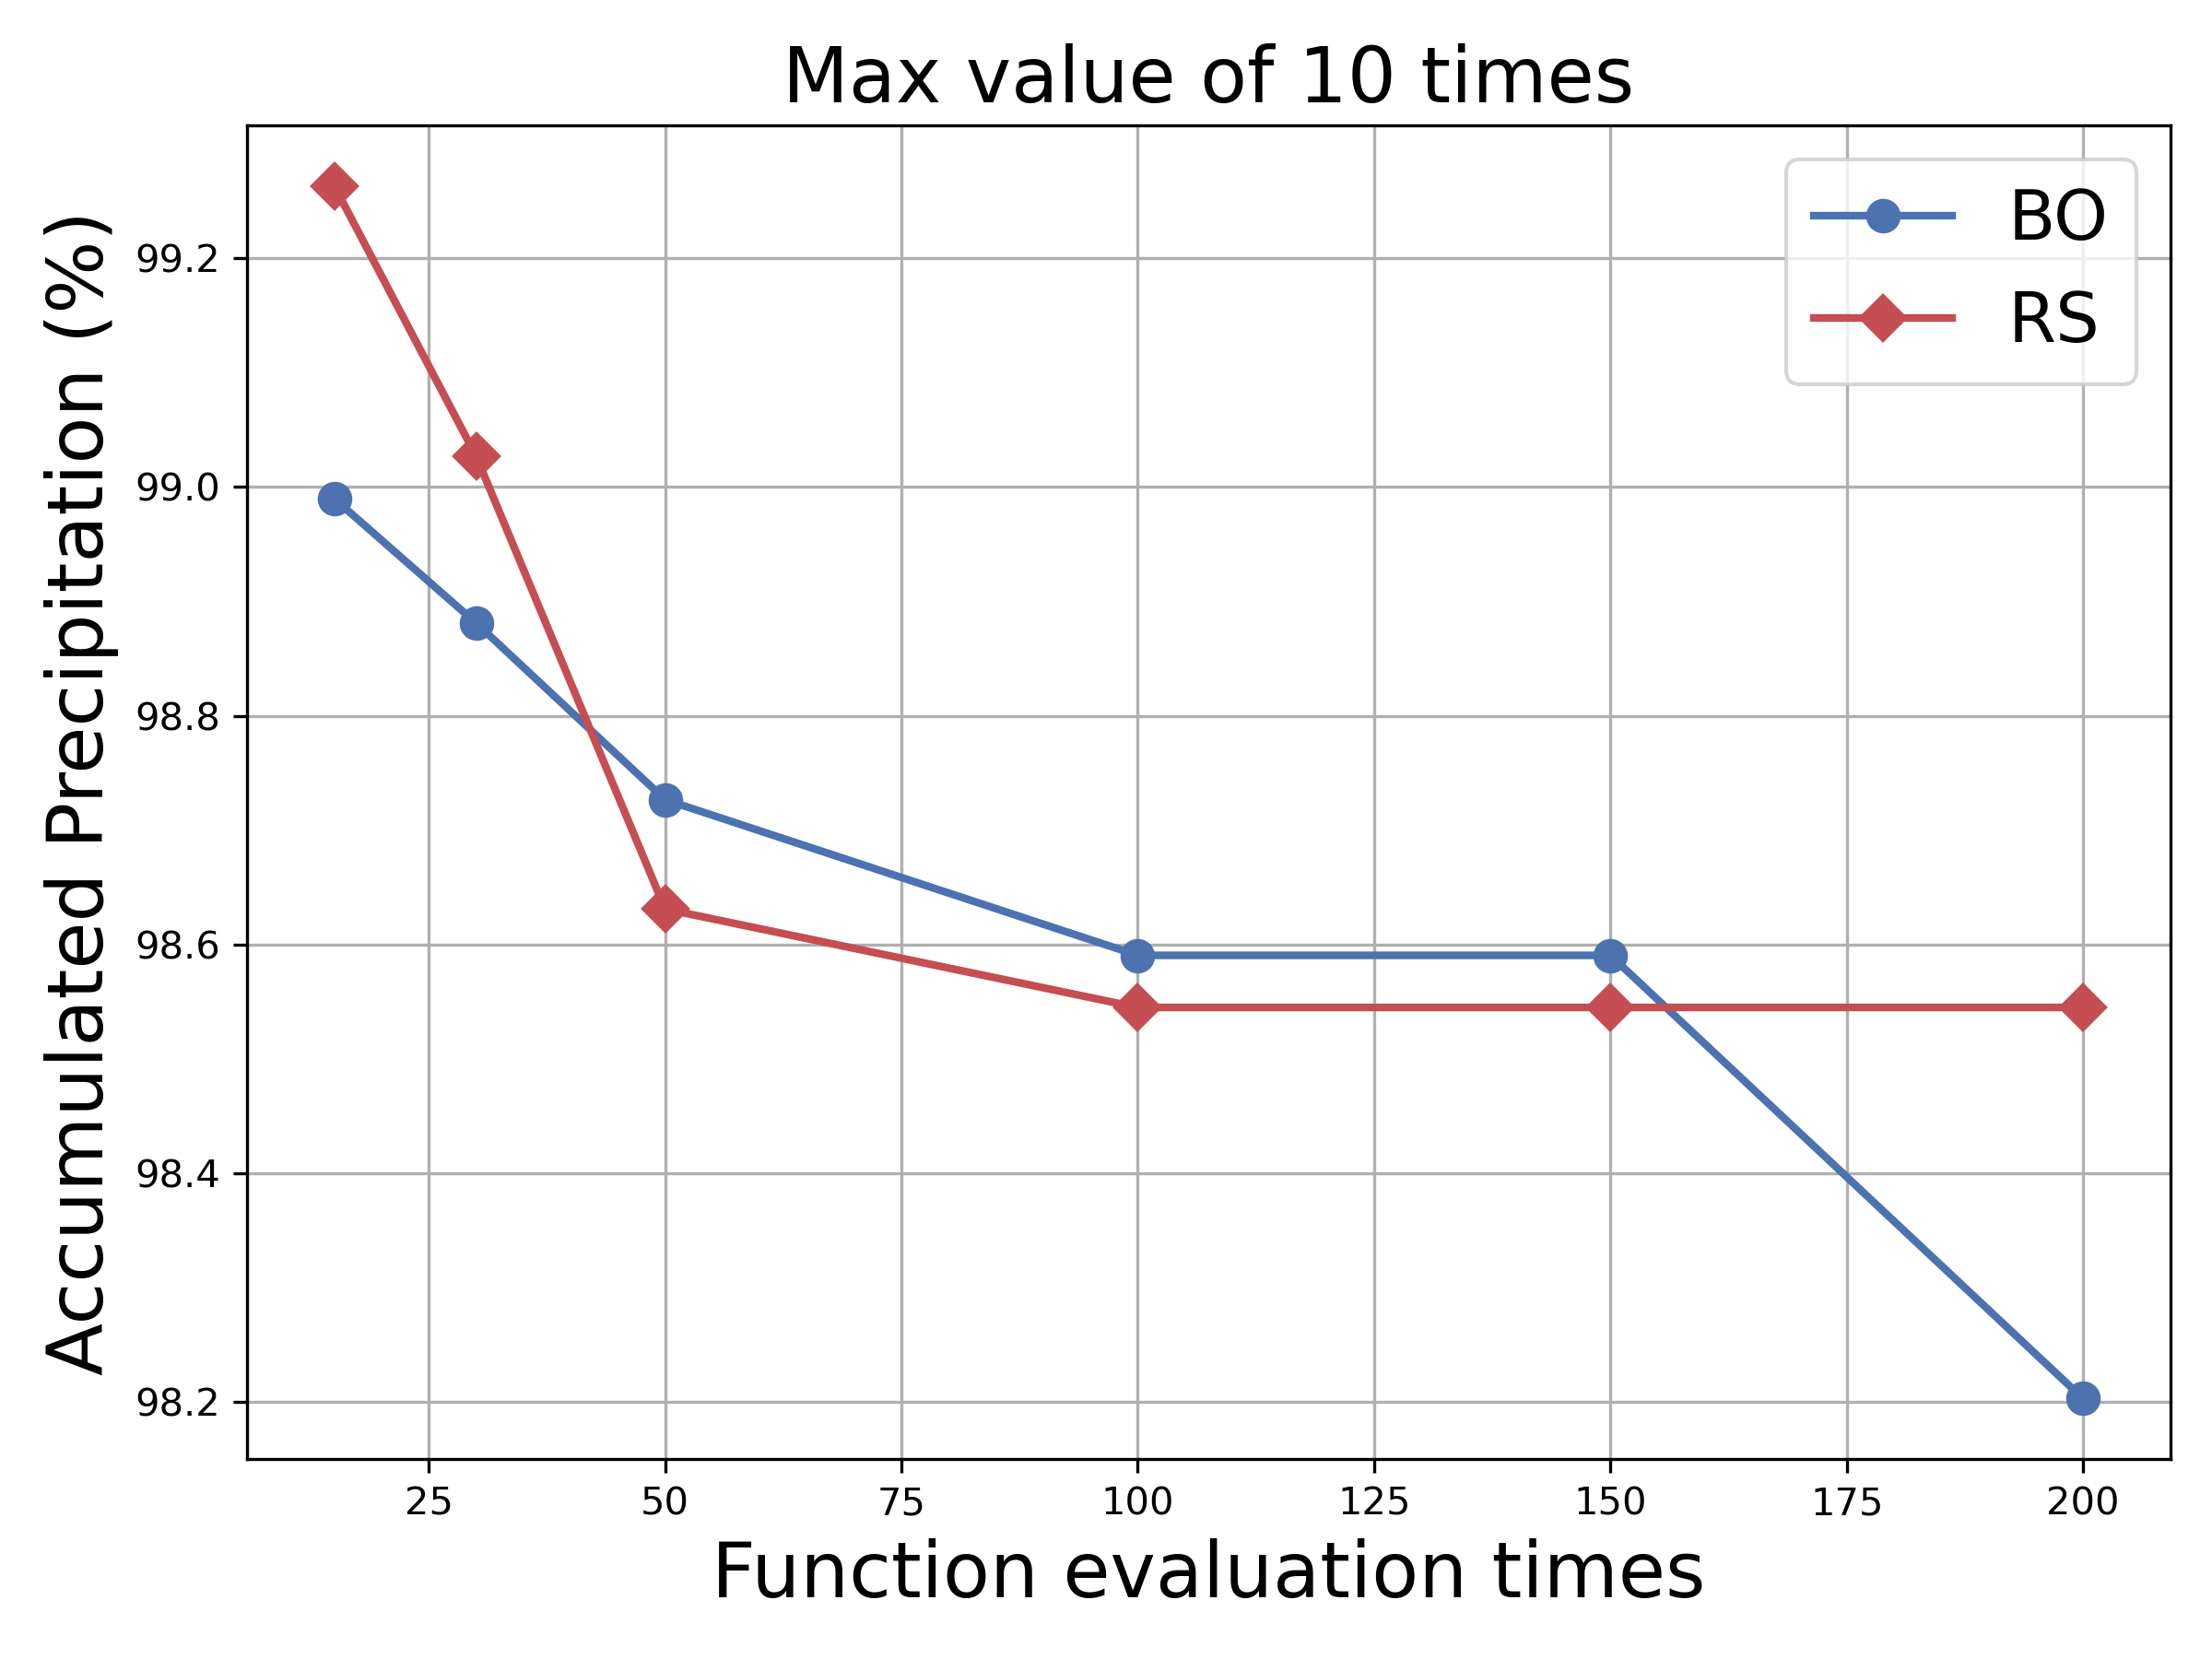 Max value of 10 times
BO
RS
Accumulated Precipitation (%)
99.2
99.0
98.8
98.6
98.4
98.2
25 50 75 100 125 150 175 200
Function evaluation times